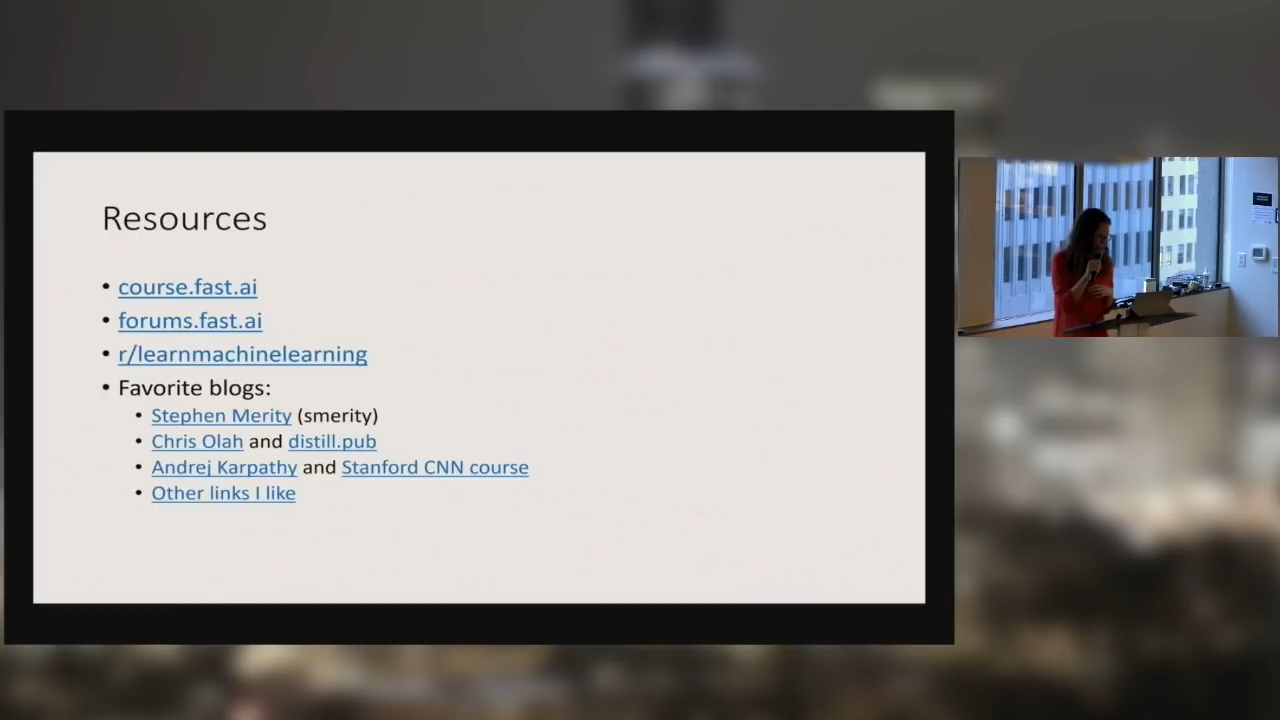 Resources
• course.fast.ai
• forums.fast.ai
• r/learnmachinelearning
• Favorite blogs:
• Stephen Merity (smerity)
• Chris Olah and distill.pub
• Andrej Karpathy and Stanford CNN course
• Other links I like